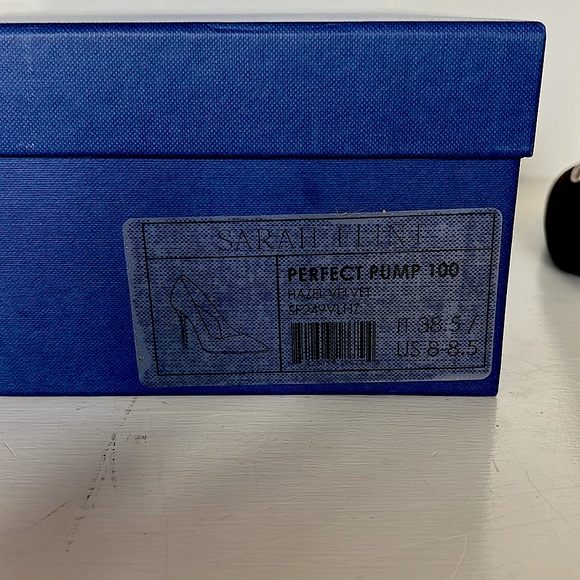 SARAH FLINT
PERFECT PUMP 100
HAZEL VELVET
IT 38.5 /
US 8-8.5